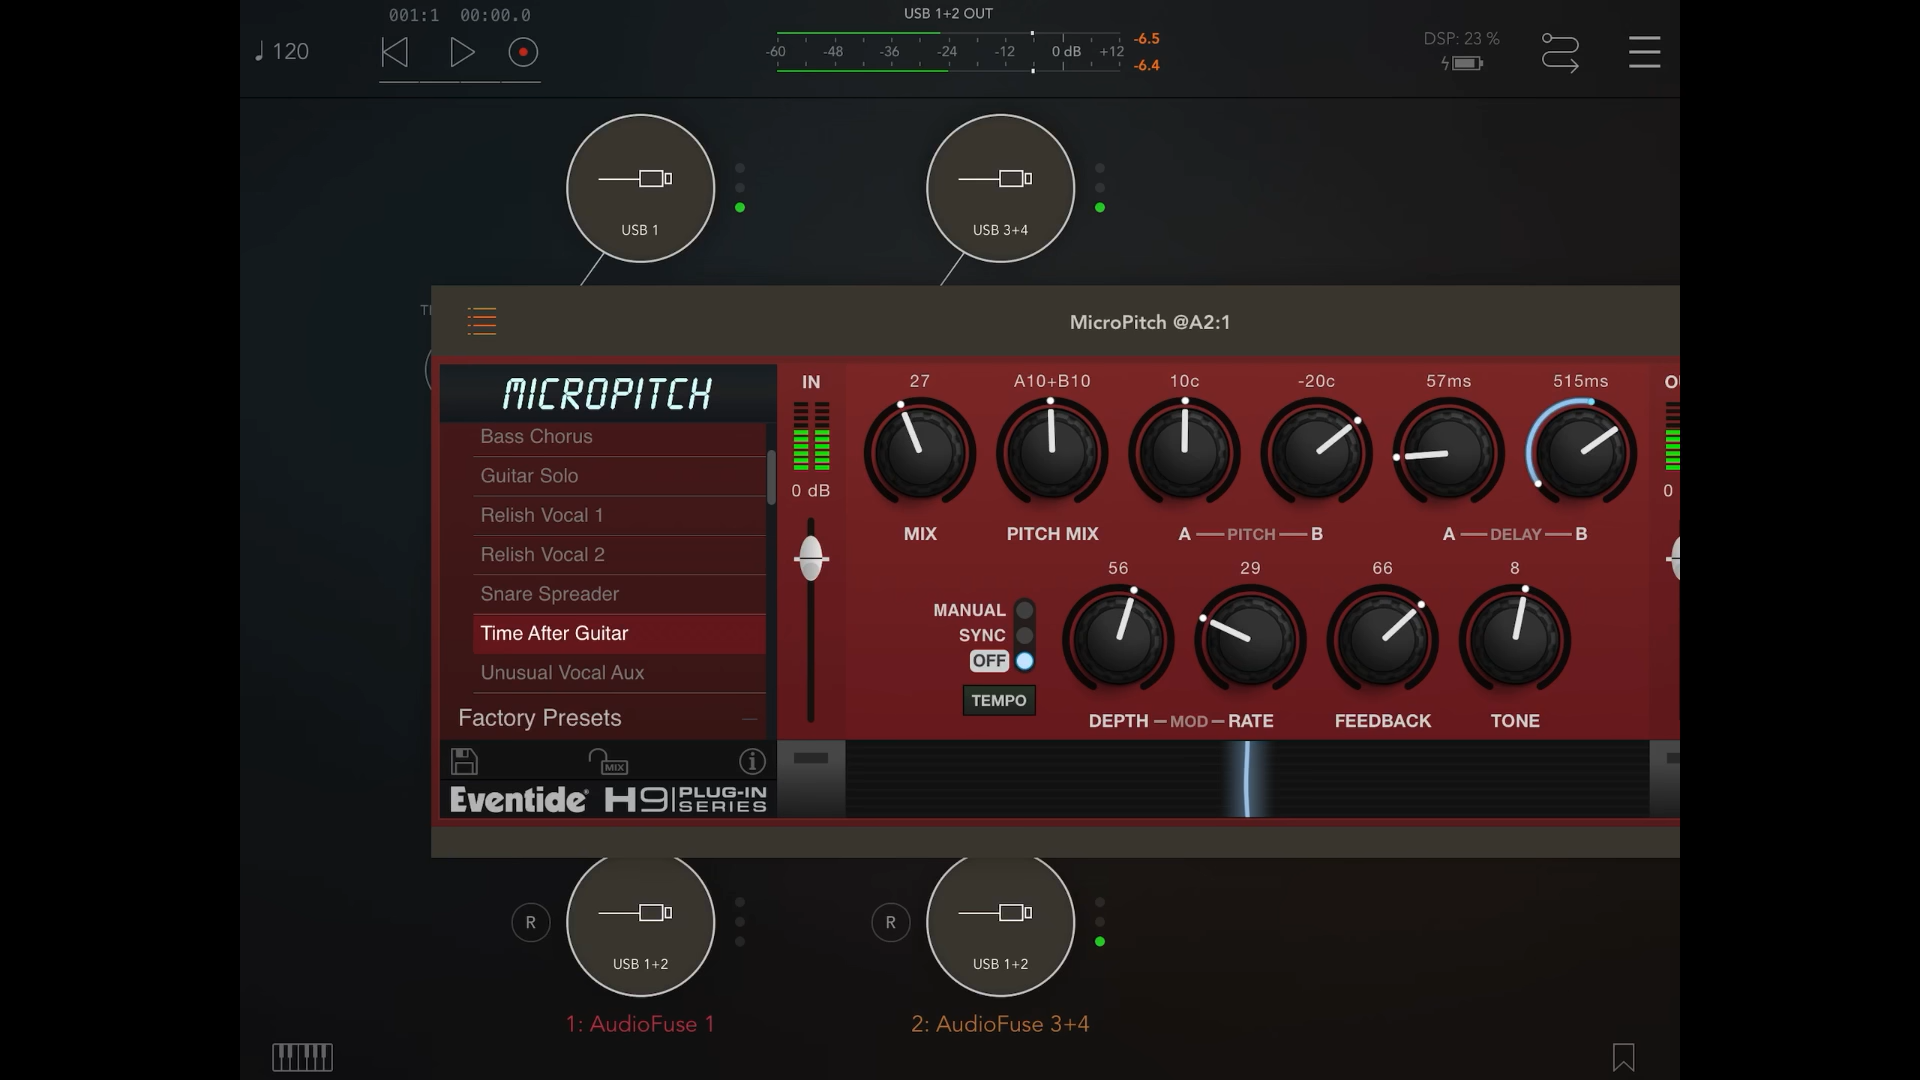 001:1 00:00.0
120
USB 1+2 OUT
-60 -48 -36 -24 -12 0 dB +12
-6.5
-6.4
DSP: 23 %
USB 1
USB 3+4
MicroPitch @A2:1
MICROPITCH
Bass Chorus
Guitar Solo
Relish Vocal 1
Relish Vocal 2
Snare Spreader
Time After Guitar
Unusual Vocal Aux
Factory Presets
MIX
Eventide H9 PLUG-IN SERIES
IN
0 dB
27 A10+B10 10c -20c 57ms 515ms
MIX PITCH MIX A PITCH B A DELAY B
56 29 66 8
MANUAL
SYNC
OFF
TEMPO
DEPTH MOD RATE FEEDBACK TONE
0
R
USB 1+2
R
USB 1+2
1: AudioFuse 1
2: AudioFuse 3+4